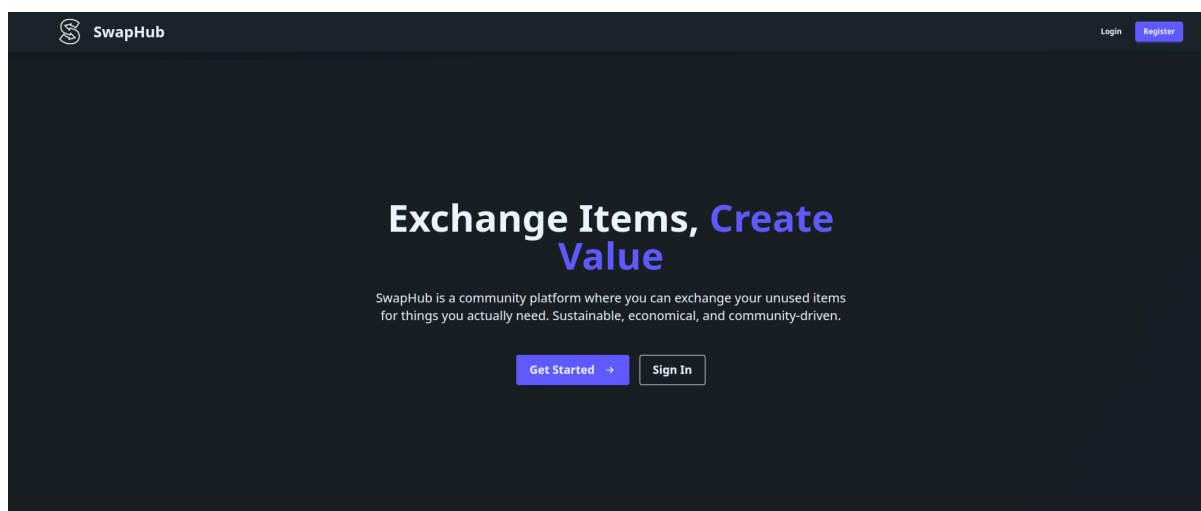 SwapHub
Login
Register
Exchange Items, Create
Value
SwapHub is a community platform where you can exchange your unused items
for things you actually need. Sustainable, economical, and community-driven.
Get Started →
Sign In